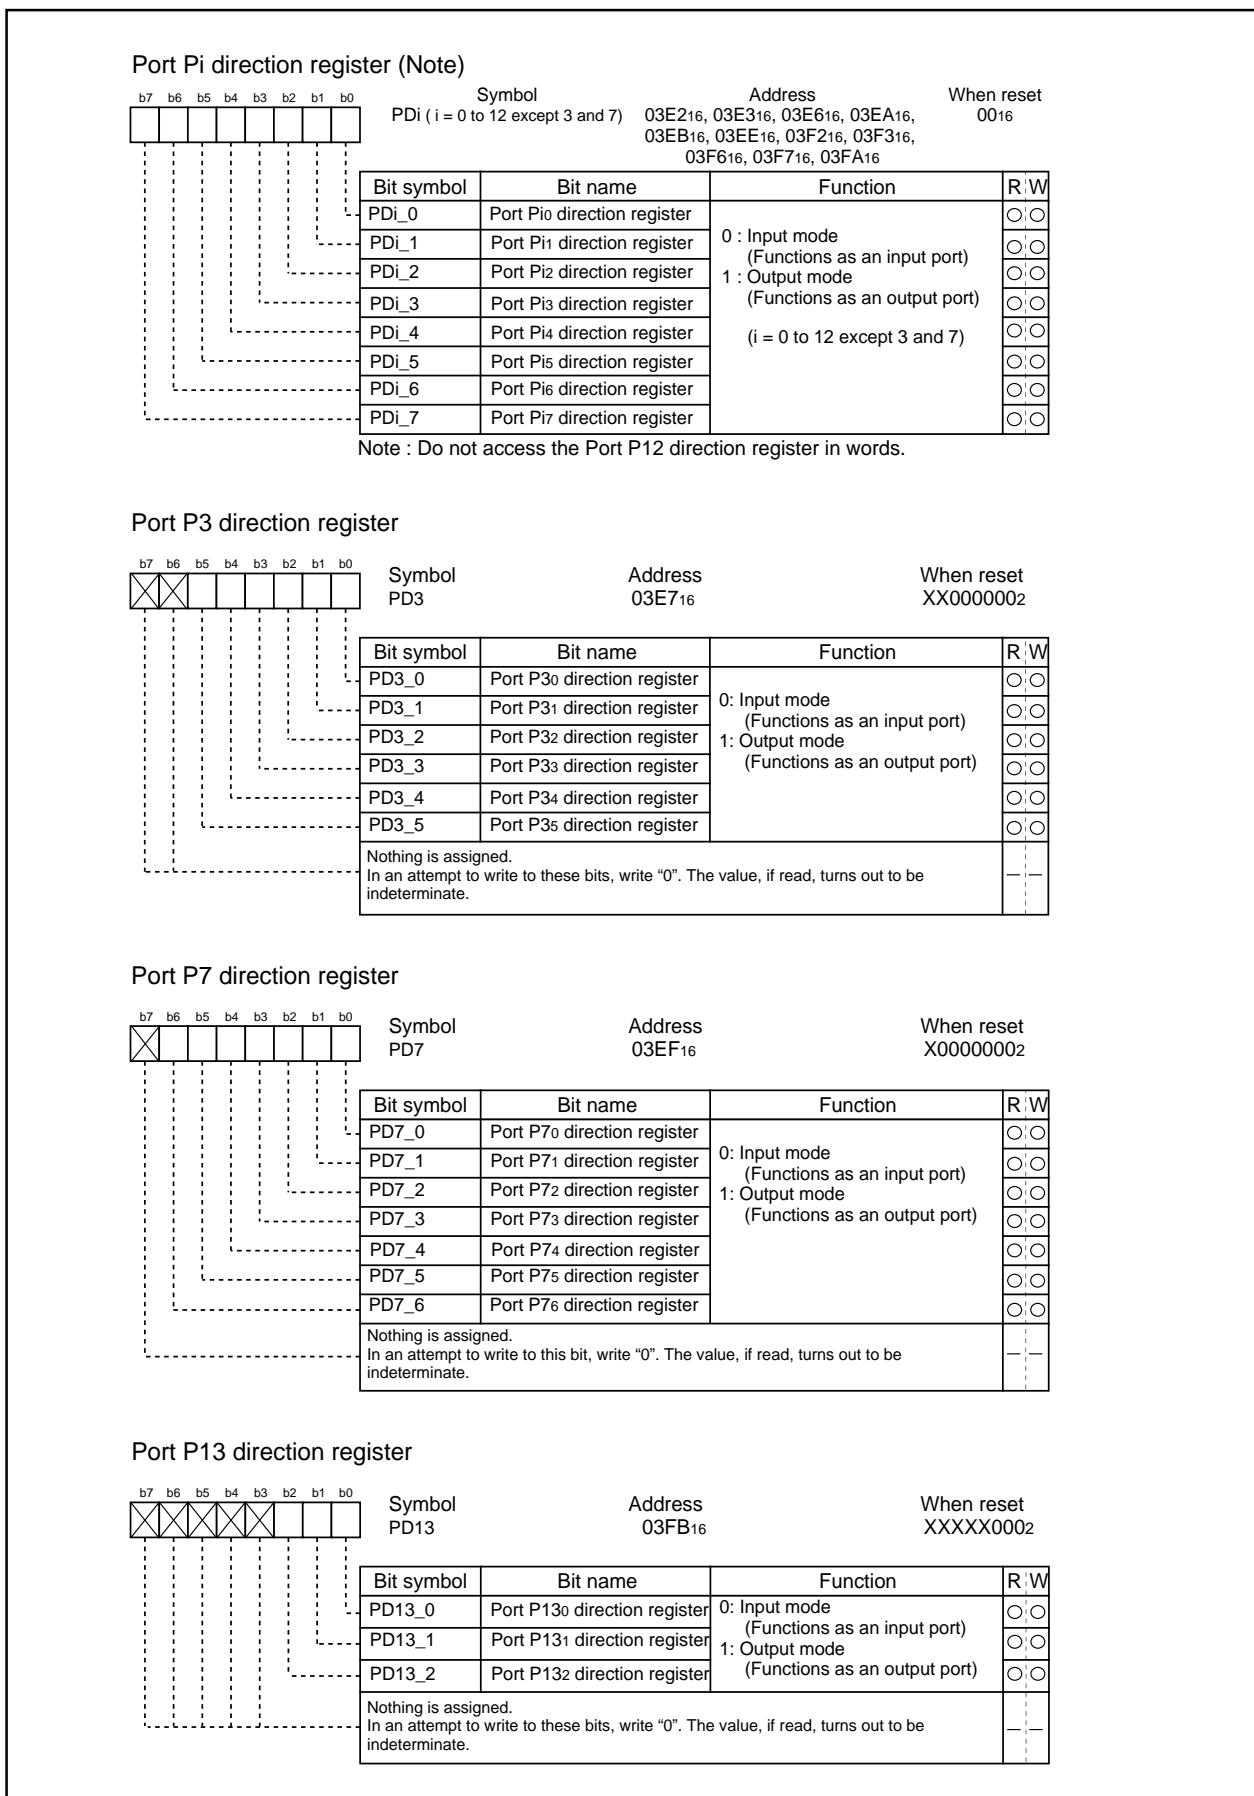 Port Pi direction register (Note)
b7 b6 b5 b4 b3 b2 b1 b0
Symbol Address When reset
PDi ( i = 0 to 12 except 3 and 7) 03E216, 03E316, 03E616, 03EA16, 0016
03EB16, 03EE16, 03F216, 03F316,
03F616, 03F716, 03FA16
Bit symbol Bit name Function R W
PDi_0 Port Pi0 direction register
PDi_1 Port Pi1 direction register
PDi_2 Port Pi2 direction register
PDi_3 Port Pi3 direction register
PDi_4 Port Pi4 direction register
PDi_5 Port Pi5 direction register
PDi_6 Port Pi6 direction register
PDi_7 Port Pi7 direction register
0 : Input mode
(Functions as an input port)
1 : Output mode
(Functions as an output port)
(i = 0 to 12 except 3 and 7)
Note : Do not access the Port P12 direction register in words.
Port P3 direction register
b7 b6 b5 b4 b3 b2 b1 b0
Symbol Address When reset
PD3 03E716 XX0000002
Bit symbol Bit name Function R W
PD3_0 Port P30 direction register
PD3_1 Port P31 direction register
PD3_2 Port P32 direction register
PD3_3 Port P33 direction register
PD3_4 Port P34 direction register
PD3_5 Port P35 direction register
0: Input mode
(Functions as an input port)
1: Output mode
(Functions as an output port)
Nothing is assigned.
In an attempt to write to these bits, write “0”. The value, if read, turns out to be
indeterminate.
Port P7 direction register
b7 b6 b5 b4 b3 b2 b1 b0
Symbol Address When reset
PD7 03EF16 X00000002
Bit symbol Bit name Function R W
PD7_0 Port P70 direction register
PD7_1 Port P71 direction register
PD7_2 Port P72 direction register
PD7_3 Port P73 direction register
PD7_4 Port P74 direction register
PD7_5 Port P75 direction register
PD7_6 Port P76 direction register
0: Input mode
(Functions as an input port)
1: Output mode
(Functions as an output port)
Nothing is assigned.
In an attempt to write to this bit, write “0”. The value, if read, turns out to be
indeterminate.
Port P13 direction register
b7 b6 b5 b4 b3 b2 b1 b0
Symbol Address When reset
PD13 03FB16 XXXXX0002
Bit symbol Bit name Function R W
PD13_0 Port P130 direction register
PD13_1 Port P131 direction register
PD13_2 Port P132 direction register
0: Input mode
(Functions as an input port)
1: Output mode
(Functions as an output port)
Nothing is assigned.
In an attempt to write to these bits, write “0”. The value, if read, turns out to be
indeterminate.